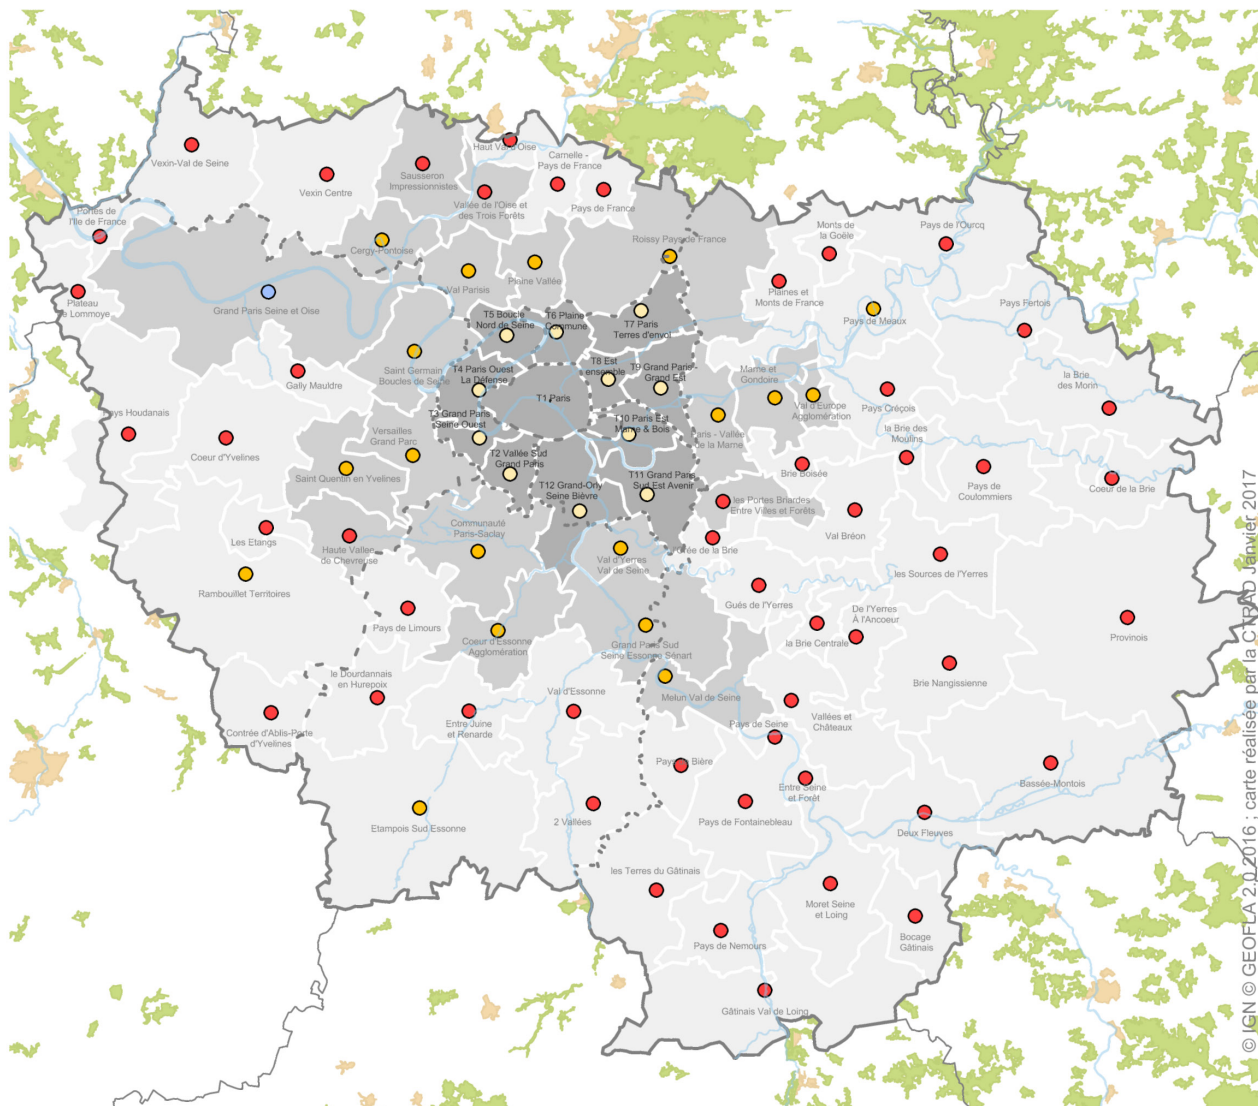 Haut Val d'Oise
Vexin-Val de Seine
Carnelle -
Pays de France
Sausseron
Impressionnistes
Vexin Centre
Vallée de l'Oise et
des Trois Forêts
Pays de France
Portes de
l'Ile de France
Cergy-Pontoise
Roissy Pays de France
Monts de
la Goële
Pays de l'Ourcq
Val Parisis
Plaine Vallée
Plateau
de Lommoye
Grand Paris Seine et Oise
Plaines et
Monts de France
Pays de Meaux
Pays Fertois
T5 Boucle
Nord de Seine
T6 Plaine
Commune
T7 Paris
Terres d'envol
Gally Mauldre
Saint Germain
Boucles de Seine
T4 Paris Ouest
La Défense
T8 Est
ensemble
T9 Grand Paris -
Grand Est
Marne et
Gondoire
Val d'Europe
Agglomération
Pays Créçois
la Brie
des Morin
T1 Paris
Pays Houdanais
Coeur d'Yvelines
Versailles
Grand Parc
T3 Grand Paris
Seine Ouest
T10 Paris Est
Marne & Bois
Paris - Vallée
de la Marne
la Brie des
Moulins
Saint Quentin en Yvelines
T2 Vallée Sud
Grand Paris
Brie Boisée
Pays de
Coulommiers
Coeur de la Brie
T12 Grand-Orly
Seine Bièvre
T11 Grand Paris
Sud Est Avenir
les Portes Briardes
Entre Villes et Forêts
Val Bréon
Les Etangs
Haute Vallée
de Chevreuse
Communauté
Paris-Saclay
Val d'Yerres
Val de Seine
l'Orée de la Brie
les Sources de l'Yerres
Rambouillet Territoires
Pays de Limours
Guès de l'Yerres
Coeur d'Essonne
Agglomération
Grand Paris Sud
Seine Essonne Sénart
la Brie Centrale
De l'Yerres
À l'Ancoeur
Provinois
le Dourdannais
en Hurepoix
Val d'Essonne
Melun Val de Seine
Brie Nangissienne
Contrée d'Ablis-Porte
d'Yvelines
Entre Juine
et Renarde
Pays de Seine
Vallées et
Châteaux
Pays de Bière
Entre Seine
et Forêt
Bassée-Montois
Etampois Sud Essonne
2 Vallées
Pays de Fontainebleau
Deux Fleuves
les Terres du Gâtinais
Moret Seine
et Loing
Bocage
Gâtinais
Pays de Nemours
Gâtinais Val de Loing
© IGN © GEOFLA 2.0 2016 ; carte réalisée par la CTRAD Janvier 2017